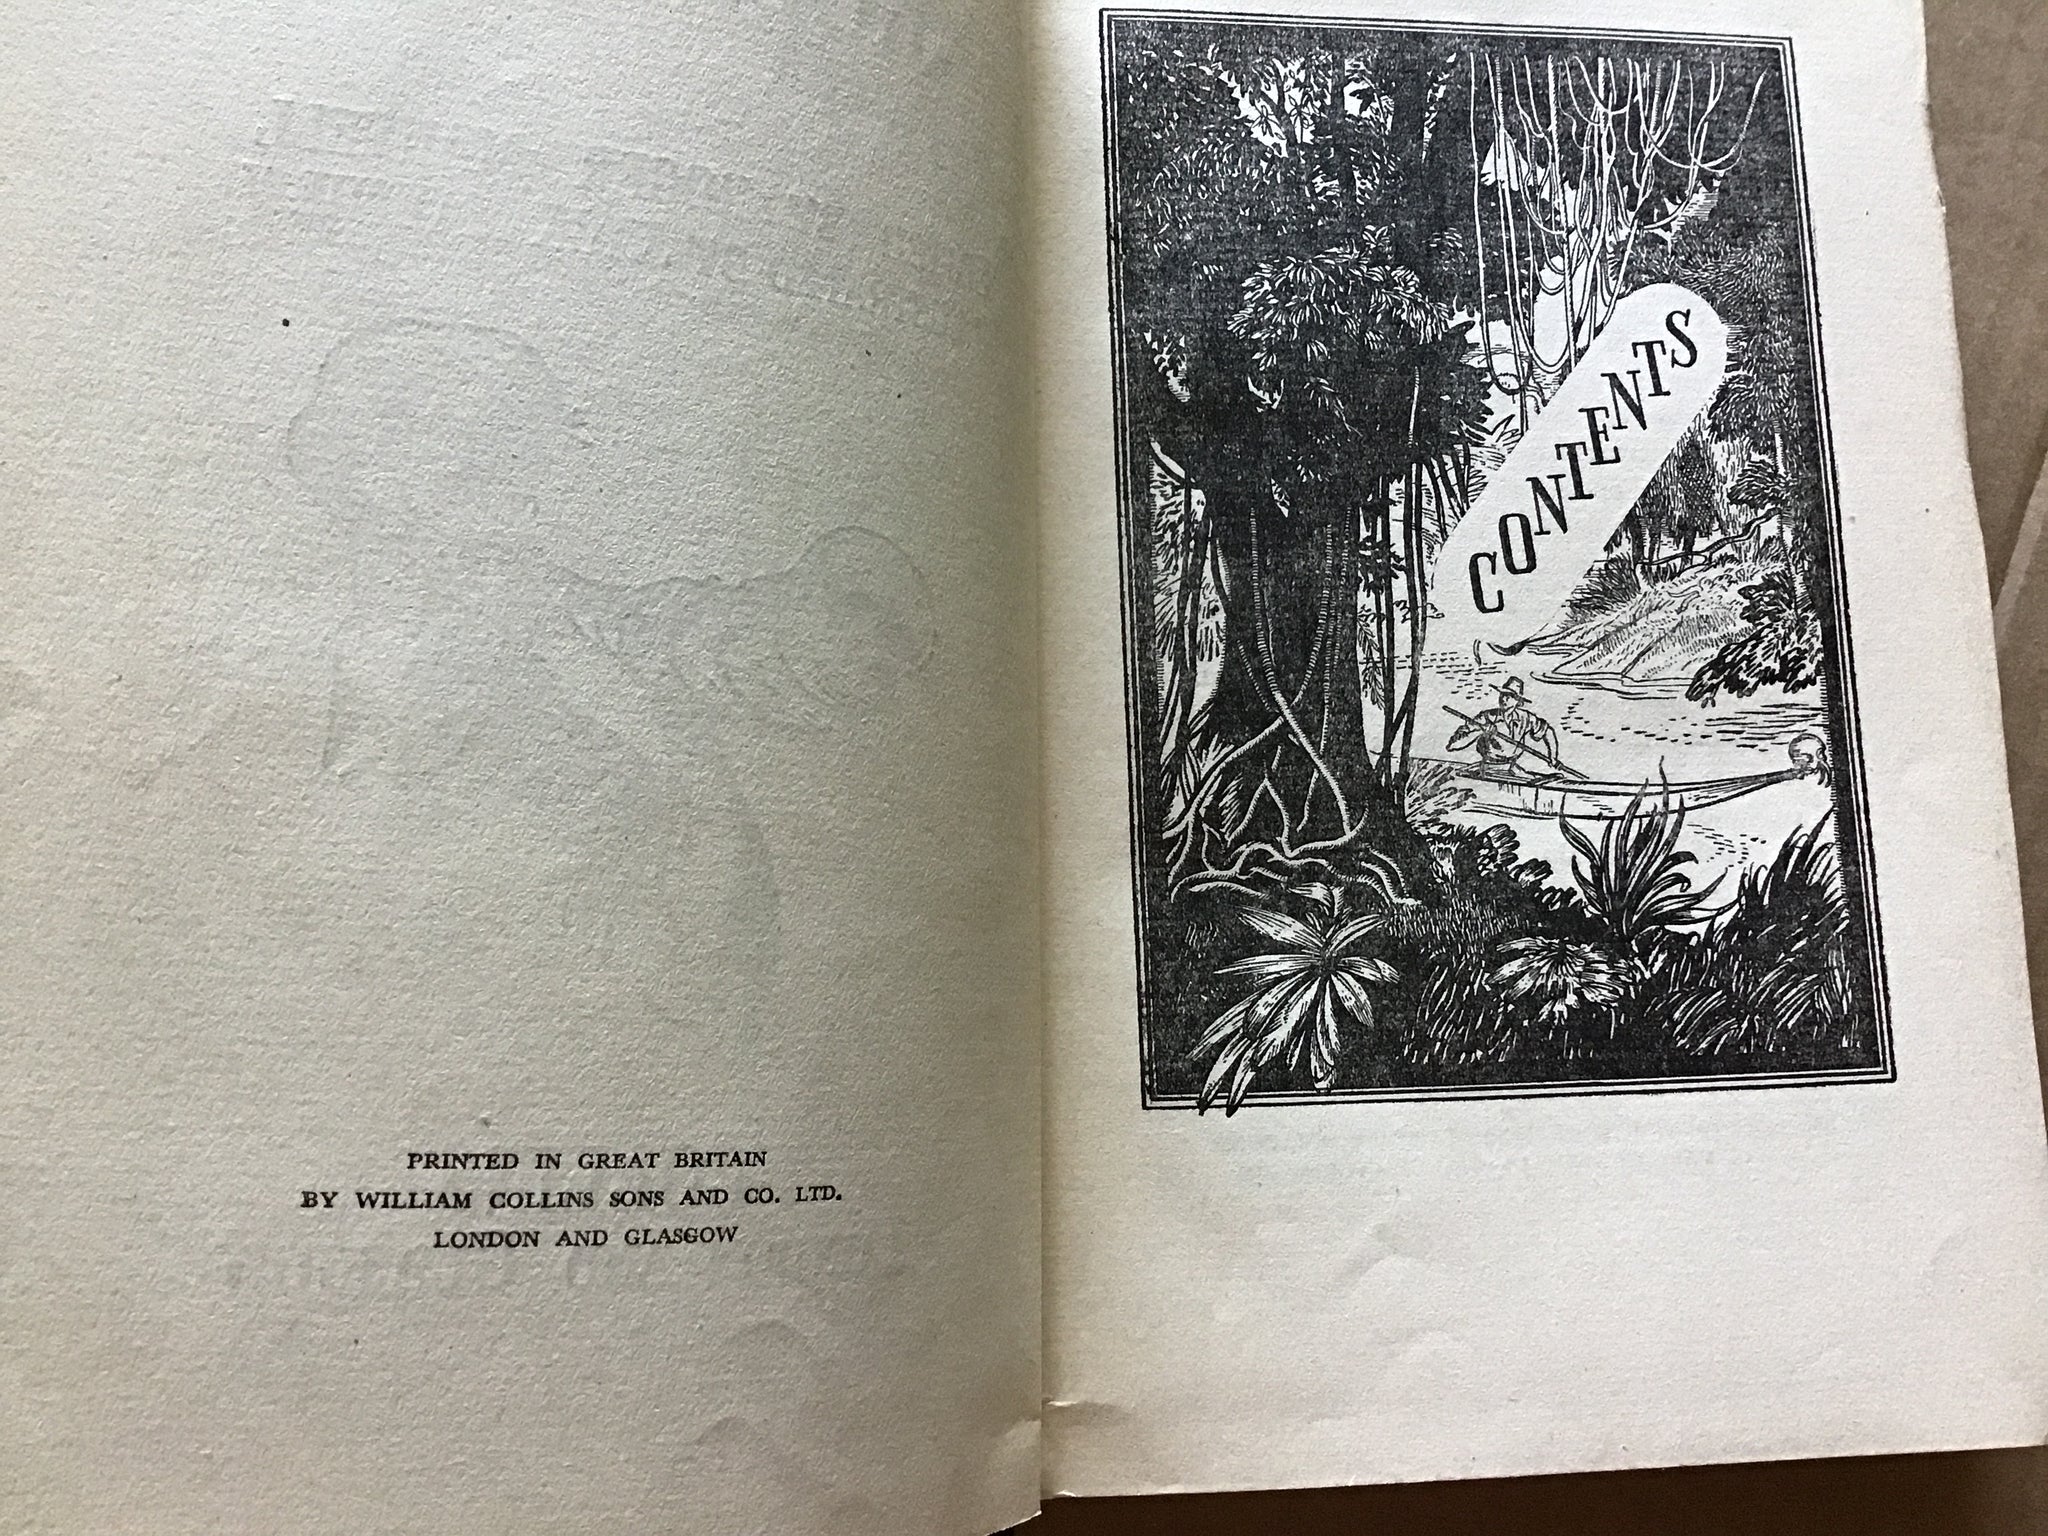 PRINTED IN GREAT BRITAIN
BY WILLIAM COLLINS SONS AND CO. LTD.
LONDON AND GLASGOW
CONTENTS